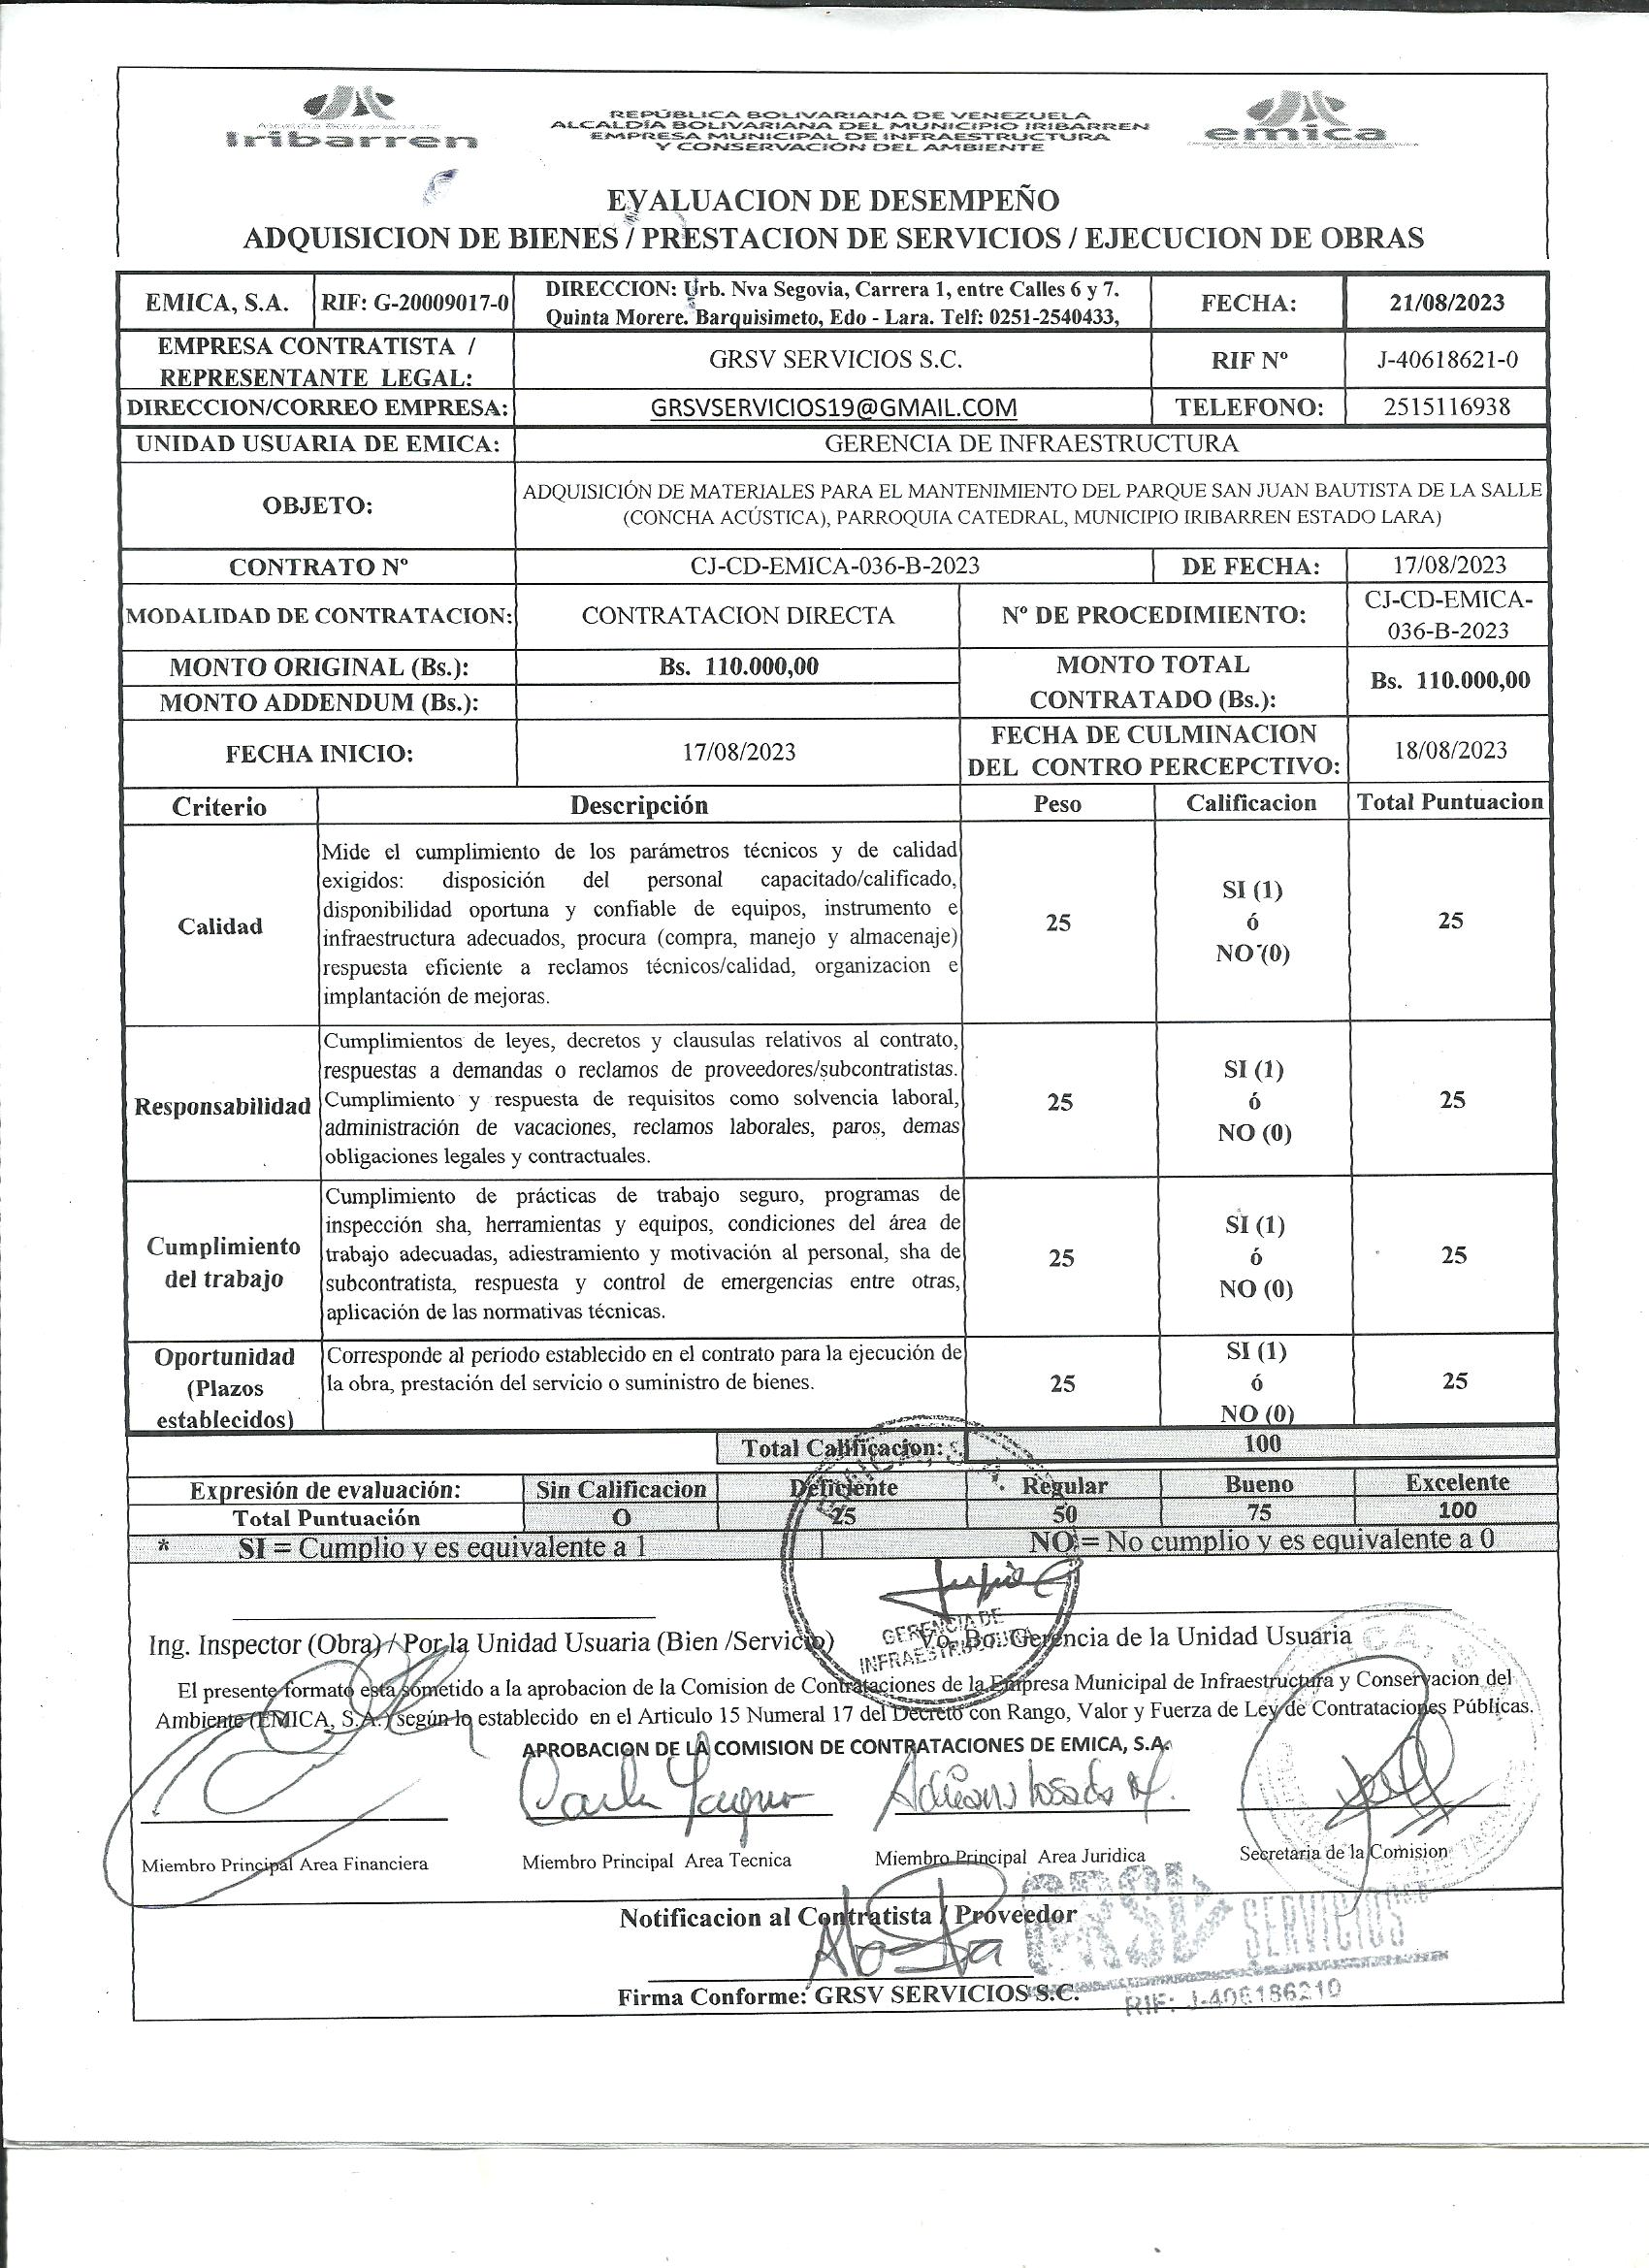 Iribarren
REPÚBLICA BOLIVARIANA DE VENEZUELA
ALCALDÍA BOLIVARIANA DEL MUNICIPIO IRIBARREN
EMPRESA MUNICIPAL DE INFRAESTRUCTURA
Y CONSERVACIÓN DEL AMBIENTE
emica
EVALUACION DE DESEMPEÑO
ADQUISICION DE BIENES / PRESTACION DE SERVICIOS / EJECUCION DE OBRAS
EMICA, S.A. RIF: G-20009017-0 DIRECCION: Urb. Nva Segovia, Carrera 1, entre Calles 6 y 7.
Quinta Morere. Barquisimeto, Edo - Lara. Telf: 0251-2540433, FECHA: 21/08/2023
EMPRESA CONTRATISTA /
REPRESENTANTE LEGAL: GRSV SERVICIOS S.C. RIF Nº J-40618621-0
DIRECCION/CORREO EMPRESA: GRSVSERVICIOS19@GMAIL.COM TELEFONO: 2515116938
UNIDAD USUARIA DE EMICA: GERENCIA DE INFRAESTRUCTURA
OBJETO: ADQUISICIÓN DE MATERIALES PARA EL MANTENIMIENTO DEL PARQUE SAN JUAN BAUTISTA DE LA SALLE
(CONCHA ACÚSTICA), PARROQUIA CATEDRAL, MUNICIPIO IRIBARREN ESTADO LARA)
CONTRATO Nº CJ-CD-EMICA-036-B-2023 DE FECHA: 17/08/2023
MODALIDAD DE CONTRATACION: CONTRATACION DIRECTA Nº DE PROCEDIMIENTO: CJ-CD-EMICA-
036-B-2023
MONTO ORIGINAL (Bs.): Bs. 110.000,00 MONTO TOTAL
CONTRATADO (Bs.): Bs. 110.000,00
MONTO ADDENDUM (Bs.):
FECHA INICIO: 17/08/2023 FECHA DE CULMINACION
DEL CONTRO PERCEPCTIVO: 18/08/2023
Criterio Descripción Peso Calificacion Total Puntuacion
Calidad
Mide el cumplimiento de los parámetros técnicos y de calidad
exigidos: disposición del personal capacitado/calificado,
disponibilidad oportuna y confiable de equipos, instrumento e
infraestructura adecuados, procura (compra, manejo y almacenaje)
respuesta eficiente a reclamos técnicos/calidad, organizacion e
implantación de mejoras.
25
SI (1)
ó
NO (0)
25
Responsabilidad
Cumplimientos de leyes, decretos y clausulas relativos al contrato,
respuestas a demandas o reclamos de proveedores/subcontratistas.
Cumplimiento y respuesta de requisitos como solvencia laboral,
administración de vacaciones, reclamos laborales, paros, demas
obligaciones legales y contractuales.
25
SI (1)
ó
NO (0)
25
Cumplimiento
del trabajo
Cumplimiento de prácticas de trabajo seguro, programas de
inspección sha, herramientas y equipos, condiciones del área de
trabajo adecuadas, adiestramiento y motivación al personal, sha de
subcontratista, respuesta y control de emergencias entre otras,
aplicación de las normativas técnicas.
25
SI (1)
ó
NO (0)
25
Oportunidad
(Plazos
establecidos)
Corresponde al periodo establecido en el contrato para la ejecución de
la obra, prestación del servicio o suministro de bienes.
25
SI (1)
ó
NO (0)
25
Total Calificacion: 100
Expresión de evaluación: Sin Calificacion Deficiente Regular Bueno Excelente
Total Puntuación O 25 50 75 100
* SI = Cumplio y es equivalente a 1 NO = No cumplio y es equivalente a 0
Ing. Inspector (Obra) / Por la Unidad Usuaria (Bien /Servicio) Vo. Bo. Gerencia de la Unidad Usuaria
GERENCIA DE
INFRAESTRUCTURA
El presente formato está sometido a la aprobacion de la Comision de Contrataciones de la Empresa Municipal de Infraestructura y Conservacion del
Ambiente (EMICA, S.A.) según lo establecido en el Articulo 15 Numeral 17 del Decreto con Rango, Valor y Fuerza de Ley de Contrataciones Públicas.
APROBACION DE LA COMISION DE CONTRATACIONES DE EMICA, S.A.
Miembro Principal Area Financiera Miembro Principal Area Tecnica Miembro Principal Area Juridica Secretaria de la Comision
Notificacion al Contratista / Proveedor
GRSV SERVICIOS
Firma Conforme: GRSV SERVICIOS S.C.
RIF: J-406186210